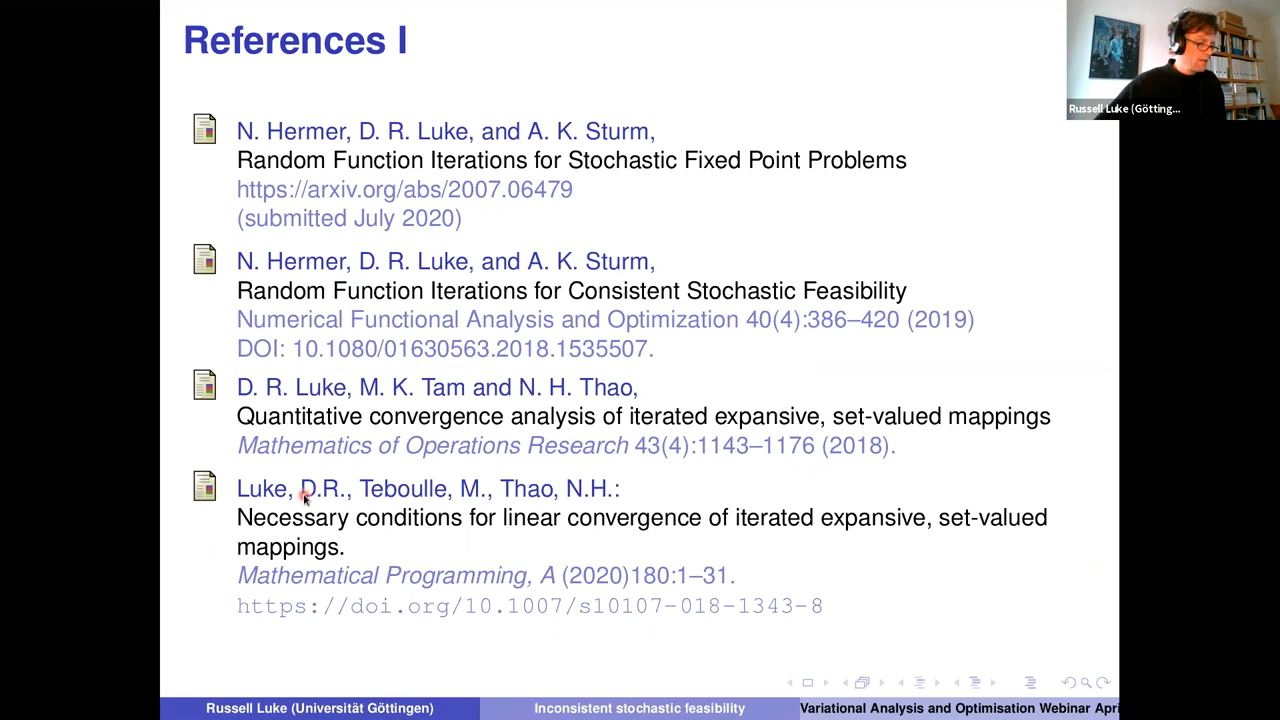 References I
Russell Luke (Götting...
N. Hermer, D. R. Luke, and A. K. Sturm,
Random Function Iterations for Stochastic Fixed Point Problems
https://arxiv.org/abs/2007.06479
(submitted July 2020)
N. Hermer, D. R. Luke, and A. K. Sturm,
Random Function Iterations for Consistent Stochastic Feasibility
Numerical Functional Analysis and Optimization 40(4):386–420 (2019)
DOI: 10.1080/01630563.2018.1535507.
D. R. Luke, M. K. Tam and N. H. Thao,
Quantitative convergence analysis of iterated expansive, set-valued mappings
Mathematics of Operations Research 43(4):1143–1176 (2018).
Luke, D.R., Teboulle, M., Thao, N.H.:
Necessary conditions for linear convergence of iterated expansive, set-valued
mappings.
Mathematical Programming, A (2020)180:1–31.
https://doi.org/10.1007/s10107-018-1343-8
Russell Luke (Universität Göttingen)
Inconsistent stochastic feasibility
Variational Analysis and Optimisation Webinar Apri